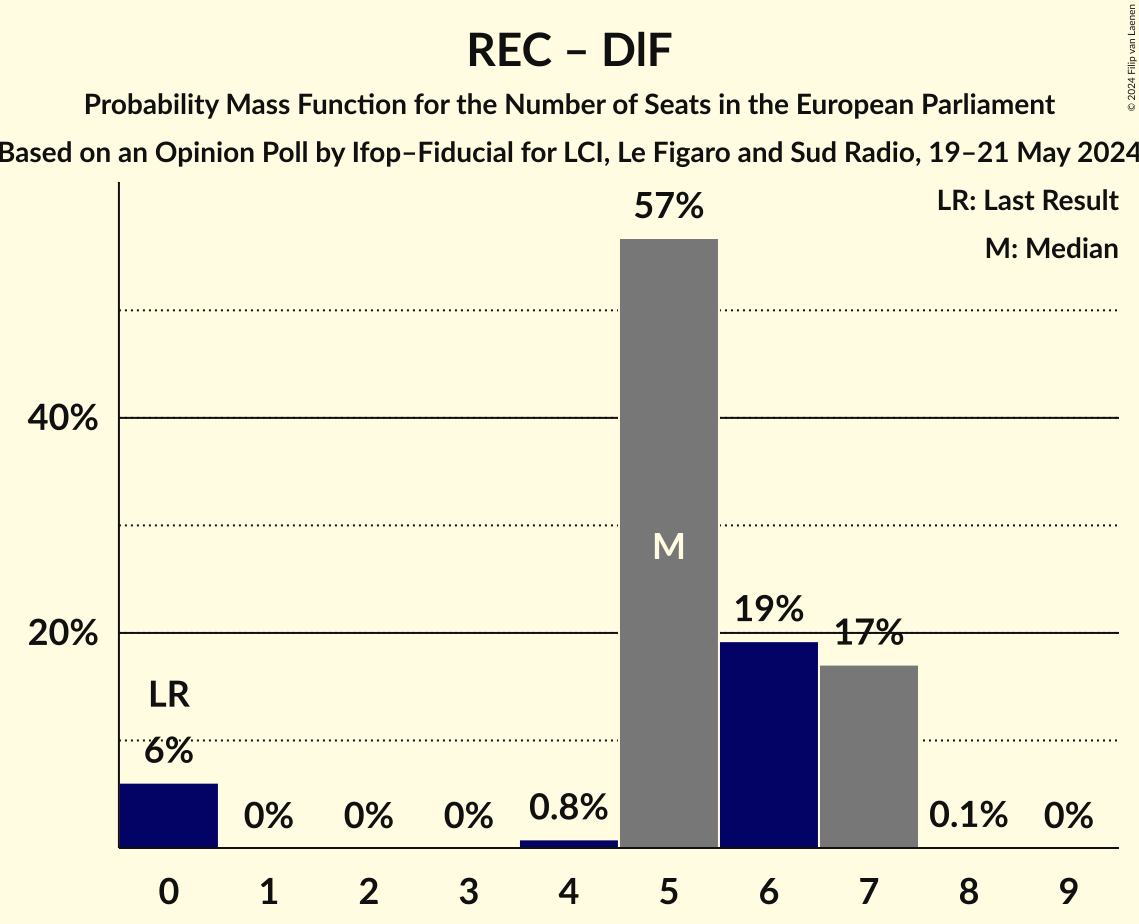 REC – DlF
Probability Mass Function for the Number of Seats in the European Parliament
Based on an Opinion Poll by Ifop–Fiducial for LCI, Le Figaro and Sud Radio, 19–21 May 2024
© 2024 Filip van Laenen
LR: Last Result
M: Median
57%
40%
M
19%
17%
20%
LR
6%
0%
0%
0%
0.8%
0.1%
0%
0 1 2 3 4 5 6 7 8 9